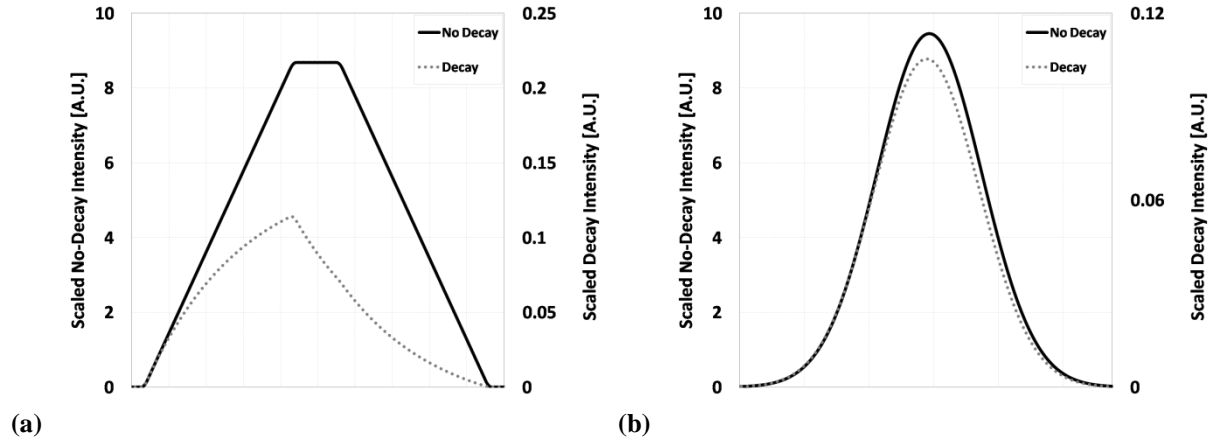 10
8
6
4
2
0
Scaled No-Decay Intensity [A.U.]
No Decay
Decay
0.25
0.2
0.15
0.1
0.05
0
Scaled Decay Intensity [A.U.]
(a)
10
8
6
4
2
0
Scaled No-Decay Intensity [A.U.]
No Decay
Decay
0.12
0.06
0
Scaled Decay Intensity [A.U.]
(b)